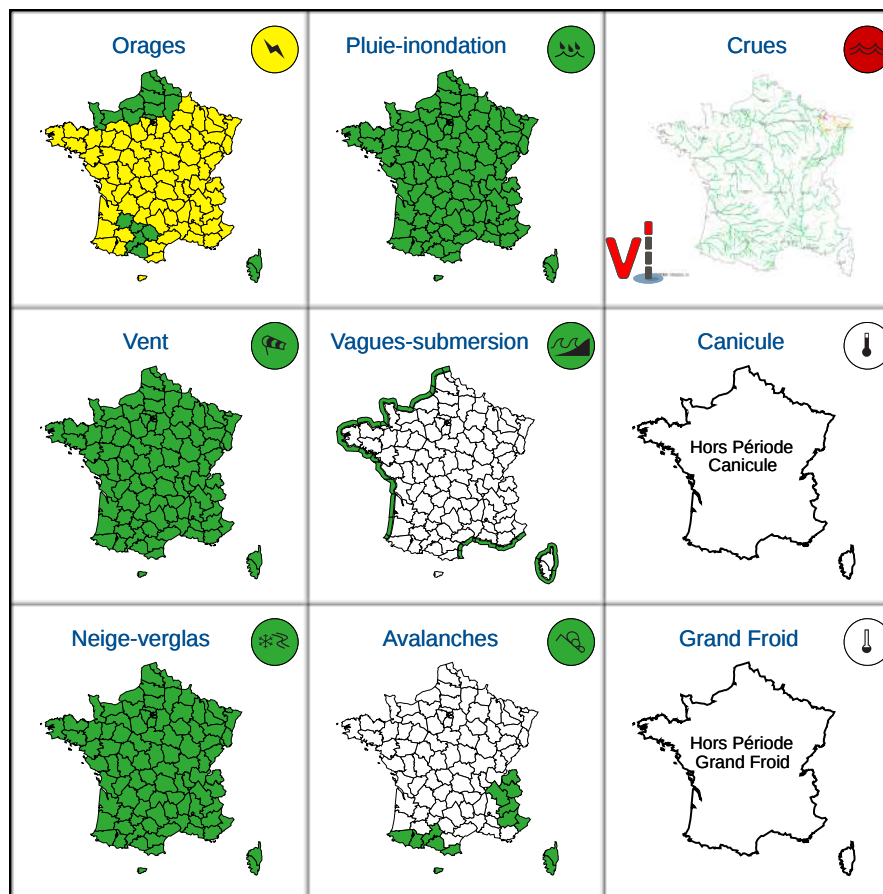 Orages
Pluie-inondation
Crues
Vi
Vent
Vagues-submersion
Canicule
Hors Période
Canicule
Neige-verglas
Avalanches
Grand Froid
Hors Période
Grand Froid